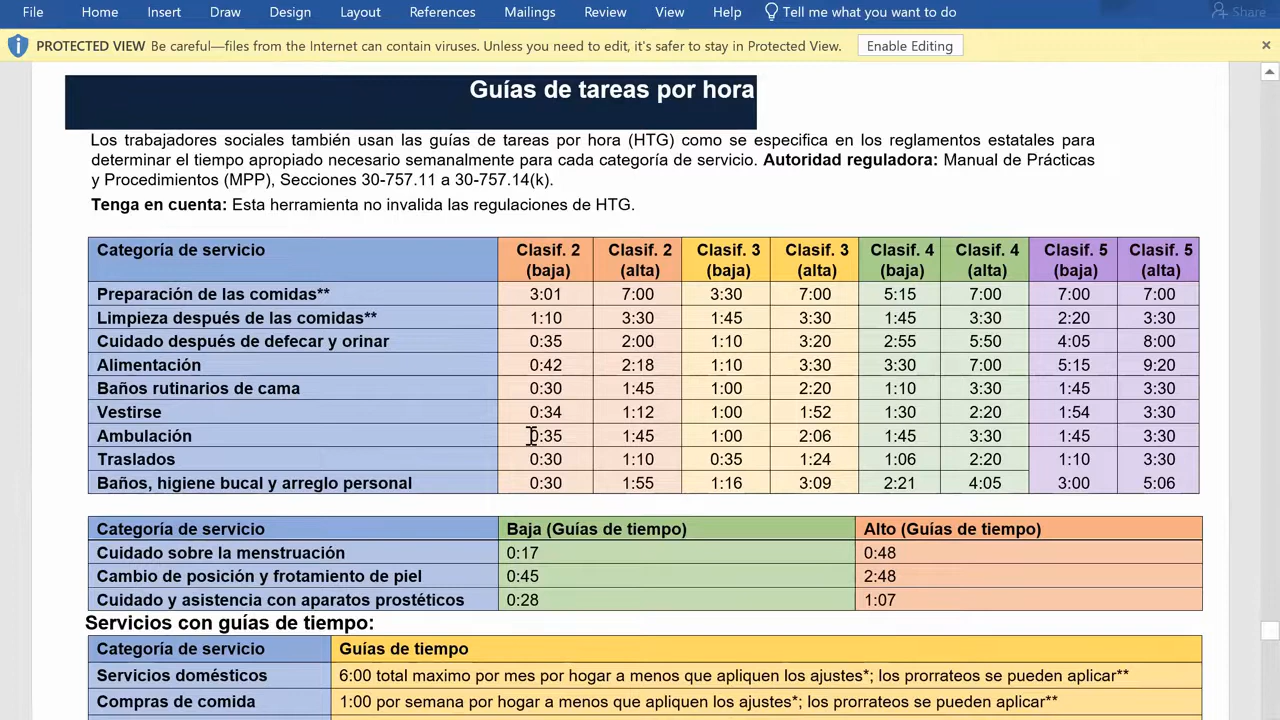 File Home Insert Draw Design Layout References Mailings Review View Help Tell me what you want to do Share
PROTECTED VIEW Be careful—files from the Internet can contain viruses. Unless you need to edit, it's safer to stay in Protected View. Enable Editing
Guías de tareas por hora
Los trabajadores sociales también usan las guías de tareas por hora (HTG) como se especifica en los reglamentos estatales para
determinar el tiempo apropiado necesario semanalmente para cada categoría de servicio. Autoridad reguladora: Manual de Prácticas
y Procedimientos (MPP), Secciones 30-757.11 a 30-757.14(k).
Tenga en cuenta: Esta herramienta no invalida las regulaciones de HTG.
Categoría de servicio Clasif. 2 (baja) Clasif. 2 (alta) Clasif. 3 (baja) Clasif. 3 (alta) Clasif. 4 (baja) Clasif. 4 (alta) Clasif. 5 (baja) Clasif. 5 (alta)
Preparación de las comidas** 3:01 7:00 3:30 7:00 5:15 7:00 7:00 7:00
Limpieza después de las comidas** 1:10 3:30 1:45 3:30 1:45 3:30 2:20 3:30
Cuidado después de defecar y orinar 0:35 2:00 1:10 3:20 2:55 5:50 4:05 8:00
Alimentación 0:42 2:18 1:10 3:30 3:30 7:00 5:15 9:20
Baños rutinarios de cama 0:30 1:45 1:00 2:20 1:10 3:30 1:45 3:30
Vestirse 0:34 1:12 1:00 1:52 1:30 2:20 1:54 3:30
Ambulación 0:35 1:45 1:00 2:06 1:45 3:30 1:45 3:30
Traslados 0:30 1:10 0:35 1:24 1:06 2:20 1:10 3:30
Baños, higiene bucal y arreglo personal 0:30 1:55 1:16 3:09 2:21 4:05 3:00 5:06
Categoría de servicio Baja (Guías de tiempo) Alto (Guías de tiempo)
Cuidado sobre la menstruación 0:17 0:48
Cambio de posición y frotamiento de piel 0:45 2:48
Cuidado y asistencia con aparatos prostéticos 0:28 1:07
Servicios con guías de tiempo:
Categoría de servicio Guías de tiempo
Servicios domésticos 6:00 total maximo por mes por hogar a menos que apliquen los ajustes*; los prorrateos se pueden aplicar**
Compras de comida 1:00 por semana por hogar a menos que apliquen los ajustes*; los prorrateos se pueden aplicar**